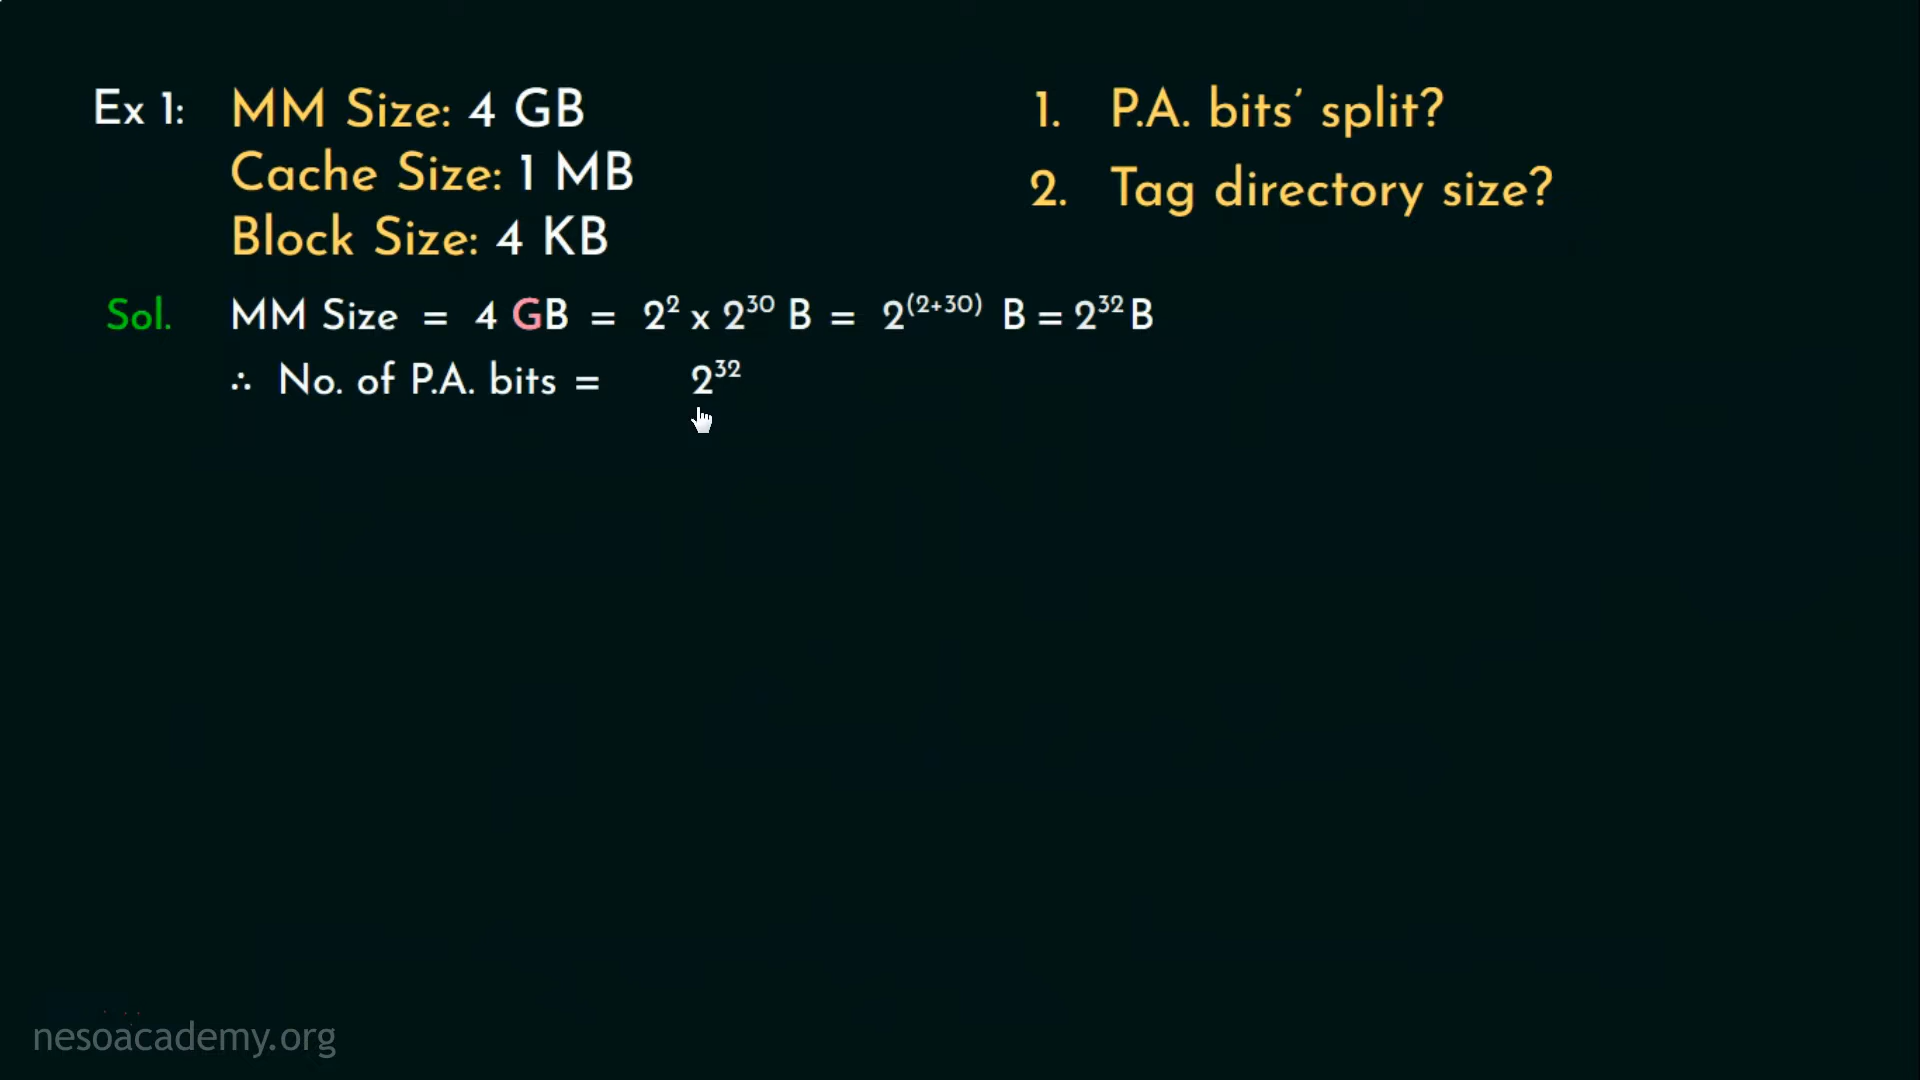 Ex 1: MM Size: 4 GB
Cache Size: 1 MB
Block Size: 4 KB
1. P.A. bits’ split?
2. Tag directory size?
Sol. MM Size = 4 GB = 2² x 2³⁰ B = 2⁽²⁺³⁰⁾ B = 2³² B
∴ No. of P.A. bits = 2³²
nesoacademy.org